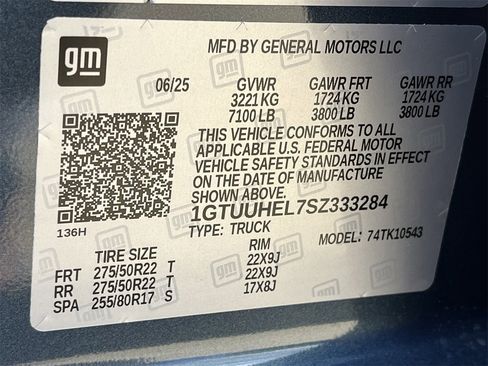 gm
MFD BY GENERAL MOTORS LLC
06/25 GVWR GAWR FRT GAWR RR
3221 KG 1724 KG 1724 KG
7100 LB 3800 LB 3800 LB
THIS VEHICLE CONFORMS TO ALL
APPLICABLE U.S. FEDERAL MOTOR
VEHICLE SAFETY STANDARDS IN EFFECT
ON THE DATE OF MANUFACTURE
SHOWN ABOVE.
1GTUUHEL7SZ333284
136H TYPE: TRUCK MODEL: 74TK10543
TIRE SIZE RIM
FRT 275/50R22 T 22X9J
RR 275/50R22 T 22X9J
SPA 255/80R17 S 17X8J